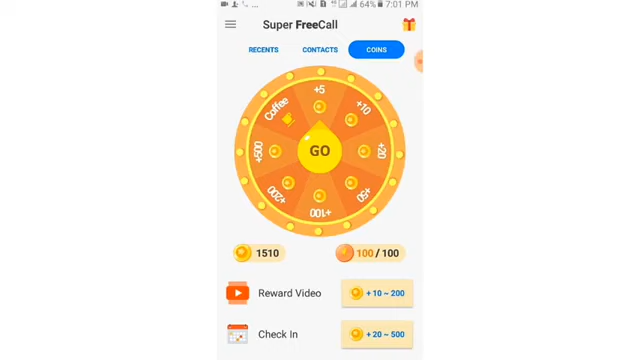 64% 7:01 PM
Super FreeCall
RECENTS CONTACTS COINS
+5
+10
+20
+50
+100
+200
+500
Coffee
GO
1510 100 / 100
Reward Video + 10 ~ 200
Check In + 20 ~ 500